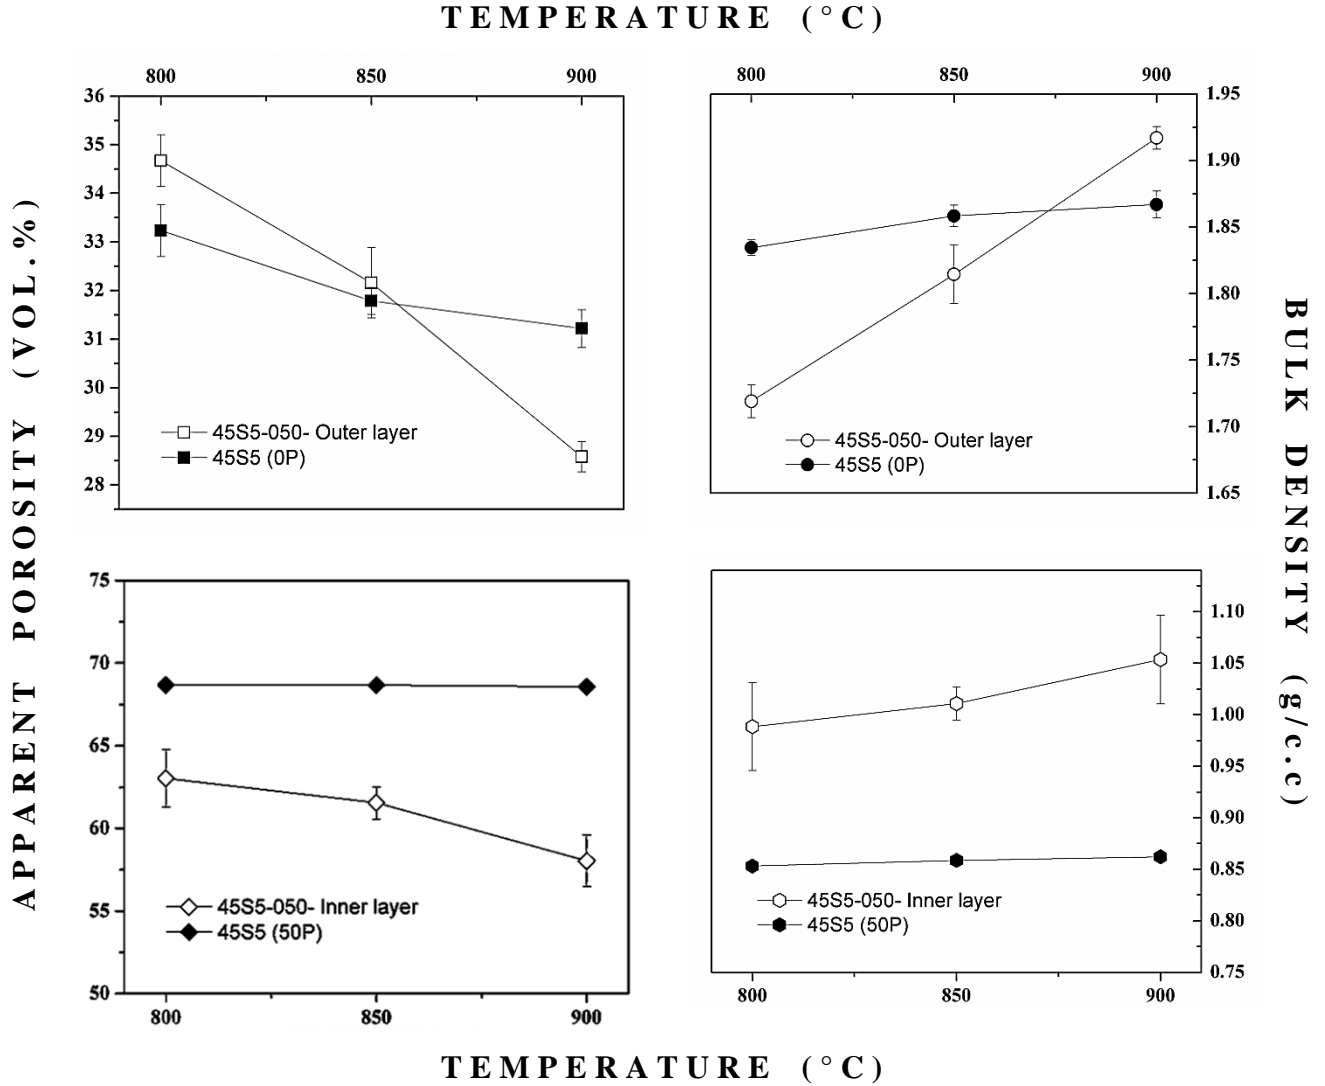 TEMPERATURE (°C)
800 850 900
36
35
34
33
32
31
30
29
28
45S5-050- Outer layer
45S5 (0P)
800 850 900
1.95
1.90
1.85
1.80
1.75
1.70
1.65
45S5-050- Outer layer
45S5 (0P)
APPARENT POROSITY (VOL.%)
BULK DENSITY (g/c.c)
75
70
65
60
55
50
45S5-050- Inner layer
45S5 (50P)
800 850 900
1.10
1.05
1.00
0.95
0.90
0.85
0.80
0.75
45S5-050- Inner layer
45S5 (50P)
800 850 900
TEMPERATURE (°C)